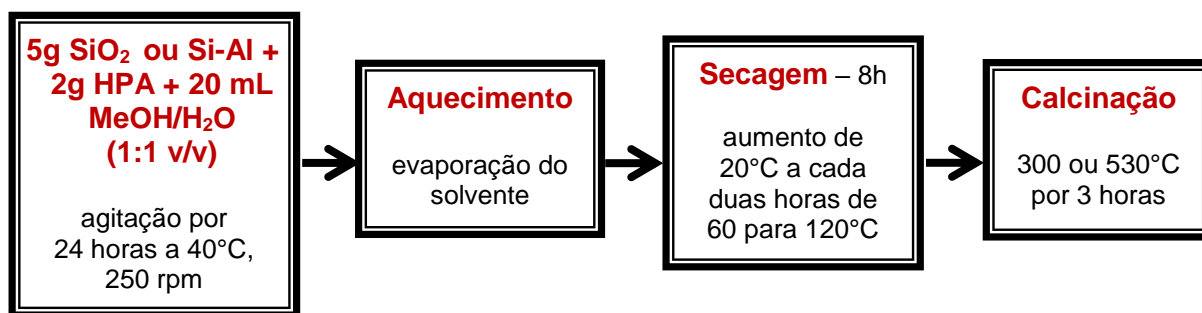 5g SiO₂ ou Si-Al +
2g HPA + 20 mL
MeOH/H₂O
(1:1 v/v)
agitação por
24 horas a 40°C,
250 rpm
Aquecimento
evaporação do
solvente
Secagem – 8h
aumento de
20°C a cada
duas horas de
60 para 120°C
Calcinação
300 ou 530°C
por 3 horas